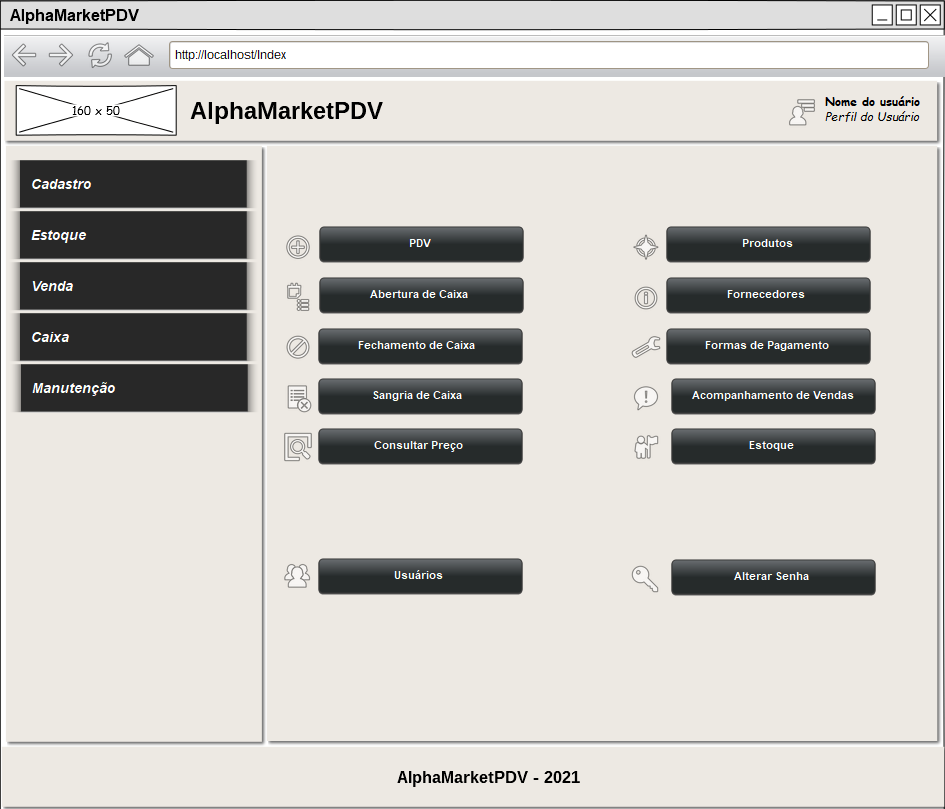 AlphaMarketPDV
http://localhost/Index
160 x 50
AlphaMarketPDV
Nome do usuário
Perfil do Usuário
Cadastro
Estoque
Venda
Caixa
Manutenção
PDV
Produtos
Abertura de Caixa
Fornecedores
Fechamento de Caixa
Formas de Pagamento
Sangria de Caixa
Acompanhamento de Vendas
Consultar Preço
Estoque
Usuários
Alterar Senha
AlphaMarketPDV - 2021